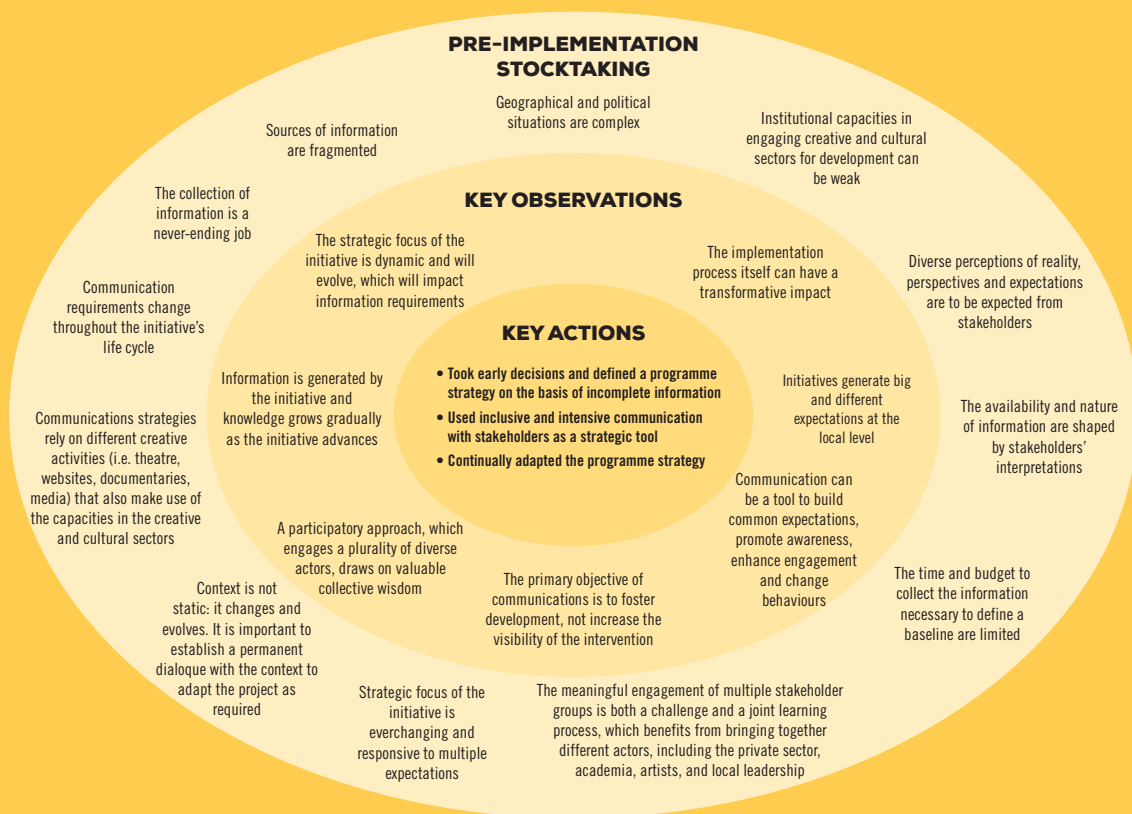 PRE-IMPLEMENTATION
STOCKTAKING
Geographical and political
situations are complex
Sources of information
are fragmented
Institutional capacities in
engaging creative and cultural
sectors for development can
be weak
The collection of
information is a
never-ending job
Diverse perceptions of reality,
perspectives and expectations
are to be expected from
stakeholders
Communication
requirements change
throughout the initiative's
life cycle
The availability and nature
of information are shaped
by stakeholders'
interpretations
Communications strategies
rely on different creative
activities (i.e. theatre,
websites, documentaries,
media) that also make use of
the capacities in the creative
and cultural sectors
The time and budget to
collect the information
necessary to define a
baseline are limited
Context is not
static: it changes and
evolves. It is important to
establish a permanent
dialogue with the context to
adapt the project as
required
Strategic focus of the
initiative is
everchanging and
responsive to multiple
expectations
The meaningful engagement of multiple stakeholder
groups is both a challenge and a joint learning
process, which benefits from bringing together
different actors, including the private sector,
academia, artists, and local leadership
KEY OBSERVATIONS
The strategic focus of the
initiative is dynamic and will
evolve, which will impact
information requirements
The implementation
process itself can have a
transformative impact
Information is generated by
the initiative and
knowledge grows gradually
as the initiative advances
Initiatives generate big
and different
expectations at the
local level
A participatory approach, which
engages a plurality of diverse
actors, draws on valuable
collective wisdom
The primary objective of
communications is to foster
development, not increase the
visibility of the intervention
Communication can
be a tool to build
common expectations,
promote awareness,
enhance engagement
and change
behaviours
KEY ACTIONS
• Took early decisions and defined a programme
strategy on the basis of incomplete information
• Used inclusive and intensive communication
with stakeholders as a strategic tool
• Continually adapted the programme strategy